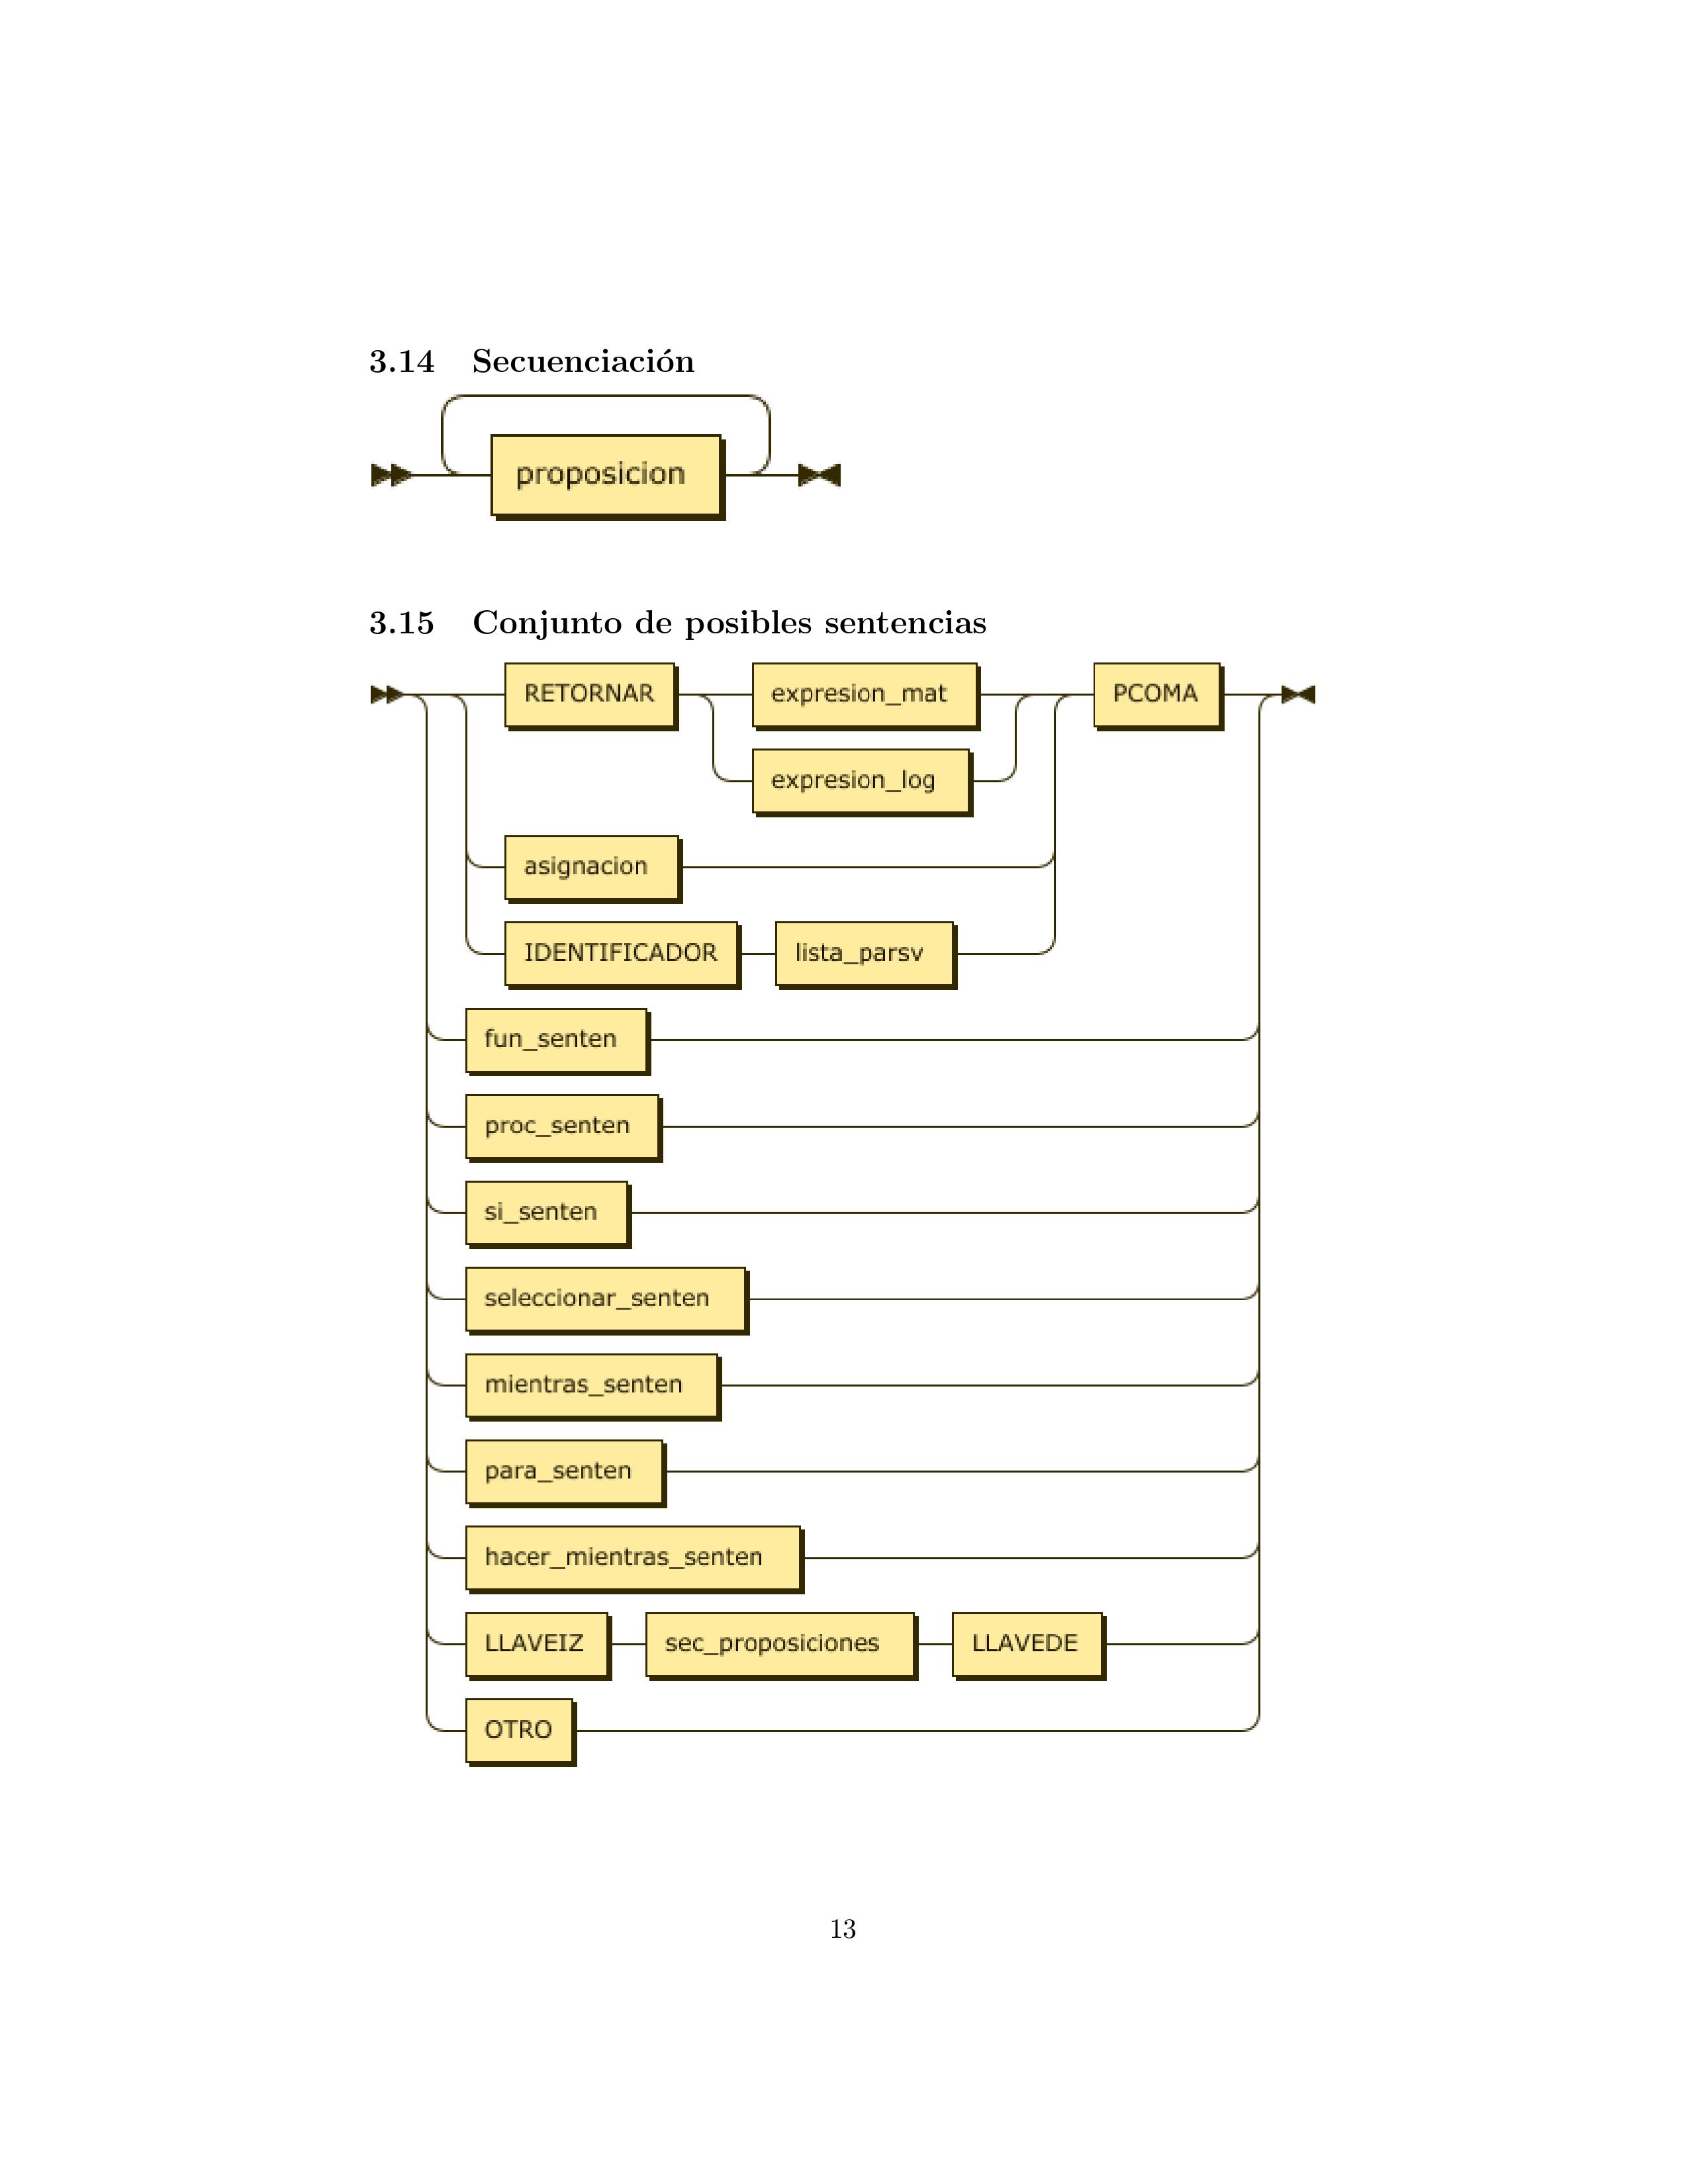 3.14 Secuenciación
proposicion
3.15 Conjunto de posibles sentencias
RETORNAR expresion_mat PCOMA
expresion_log
asignacion
IDENTIFICADOR lista_parsv
fun_senten
proc_senten
si_senten
seleccionar_senten
mientras_senten
para_senten
hacer_mientras_senten
LLAVEIZ sec_proposiciones LLAVEDE
OTRO
13